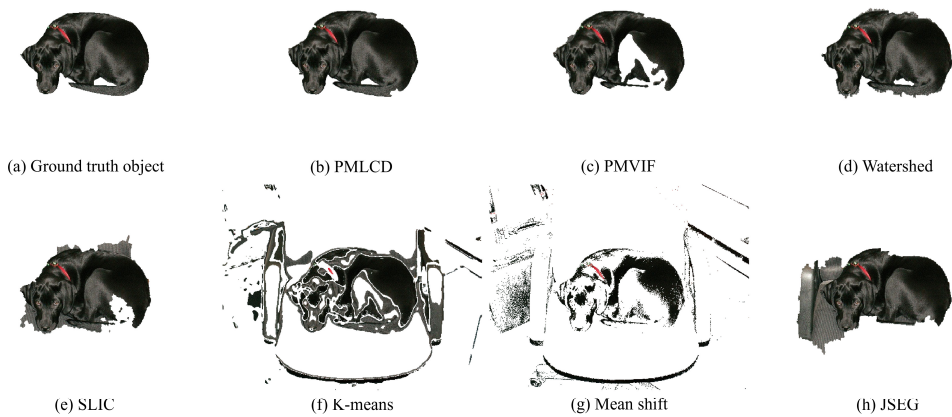 (a) Ground truth object
(b) PMLCD
(c) PMVIF
(d) Watershed
(e) SLIC
(f) K-means
(g) Mean shift
(h) JSEG